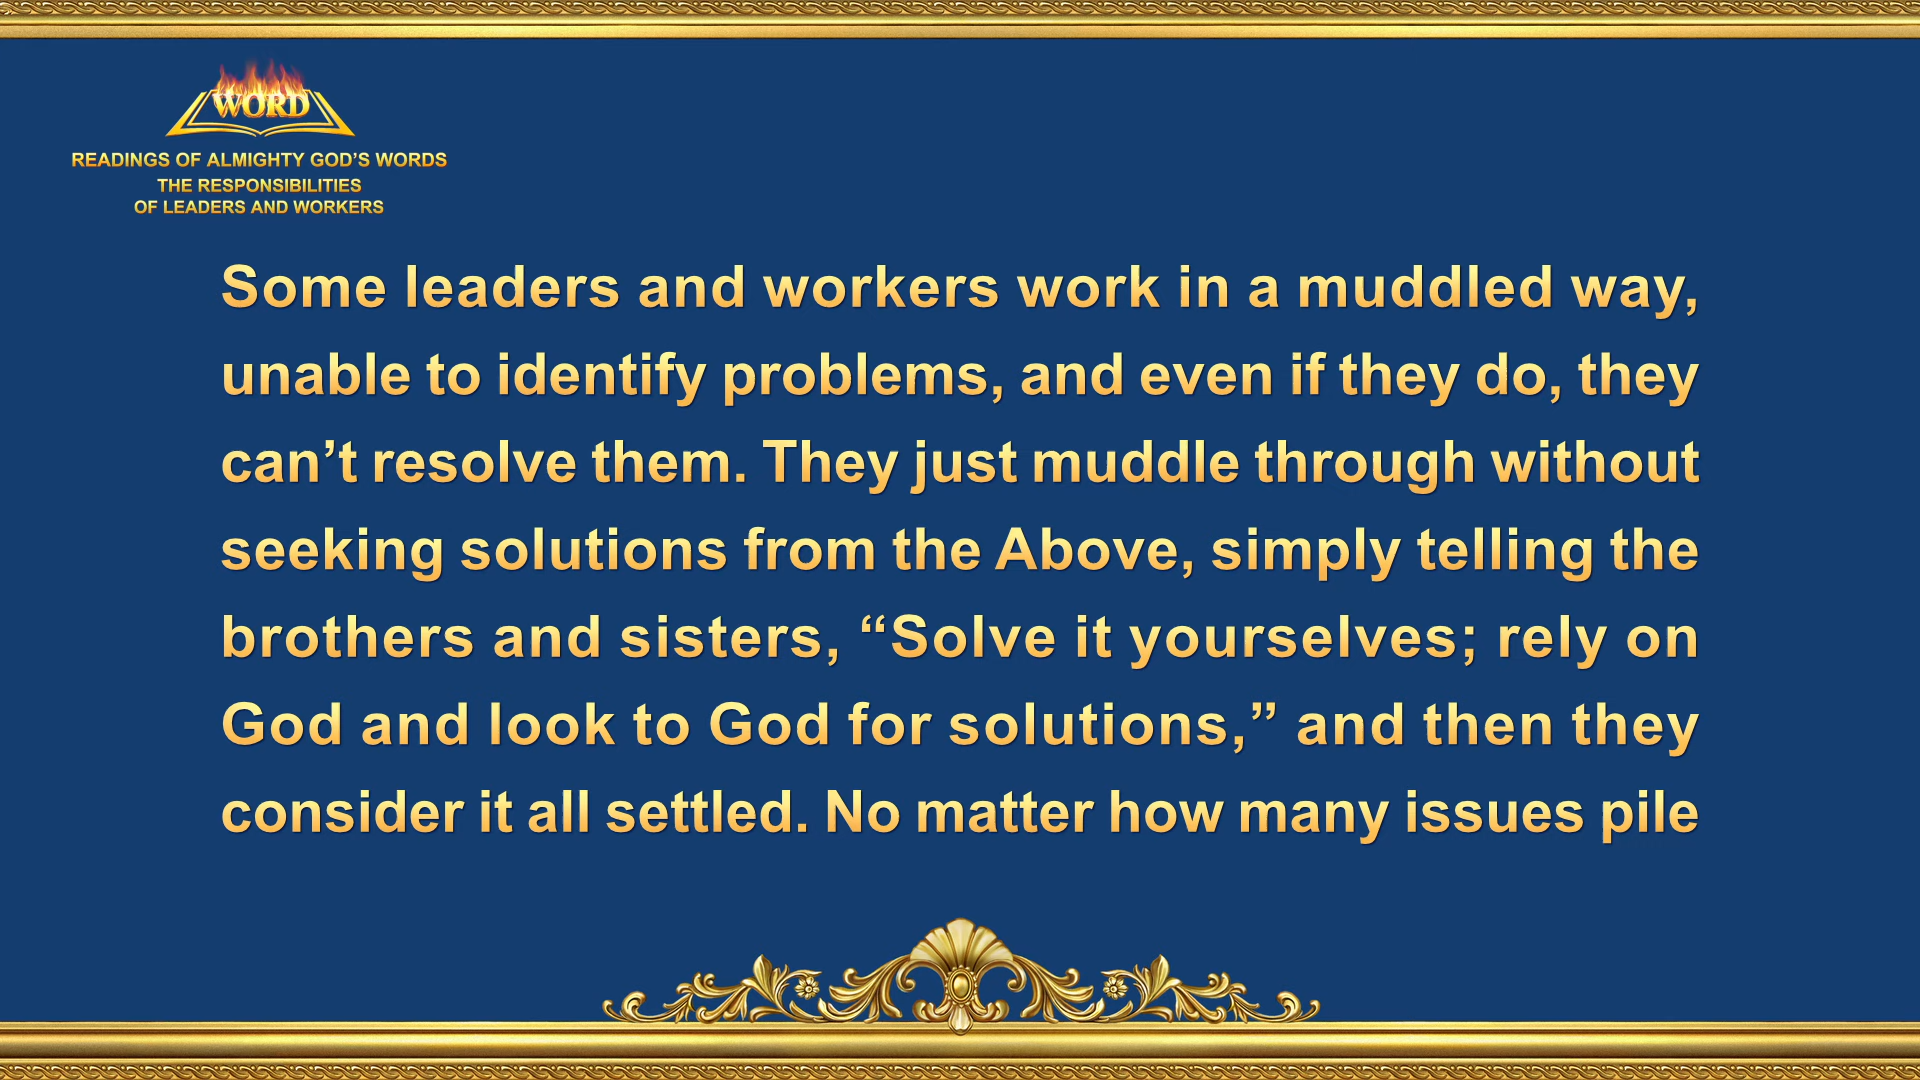 WORD
READINGS OF ALMIGHTY GOD’S WORDS
THE RESPONSIBILITIES
OF LEADERS AND WORKERS
Some leaders and workers work in a muddled way,
unable to identify problems, and even if they do, they
can’t resolve them. They just muddle through without
seeking solutions from the Above, simply telling the
brothers and sisters, “Solve it yourselves; rely on
God and look to God for solutions,” and then they
consider it all settled. No matter how many issues pile